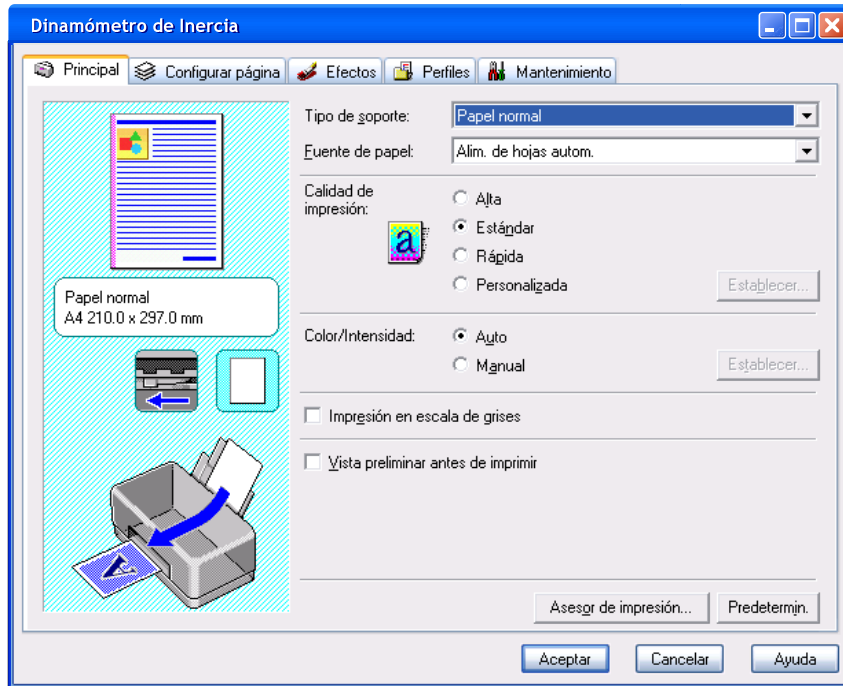 Dinamómetro de Inercia
Principal
Configurar página
Efectos
Perfiles
Mantenimiento
Tipo de soporte:
Papel normal
Fuente de papel:
Alim. de hojas autom.
Calidad de
impresión:
Alta
Estándar
Rápida
Personalizada
Establecer...
a
Papel normal
A4 210.0 x 297.0 mm
Color/Intensidad:
Auto
Manual
Establecer...
Impresión en escala de grises
Vista preliminar antes de imprimir
A
Asesor de impresión...
Predetermin.
Aceptar
Cancelar
Ayuda